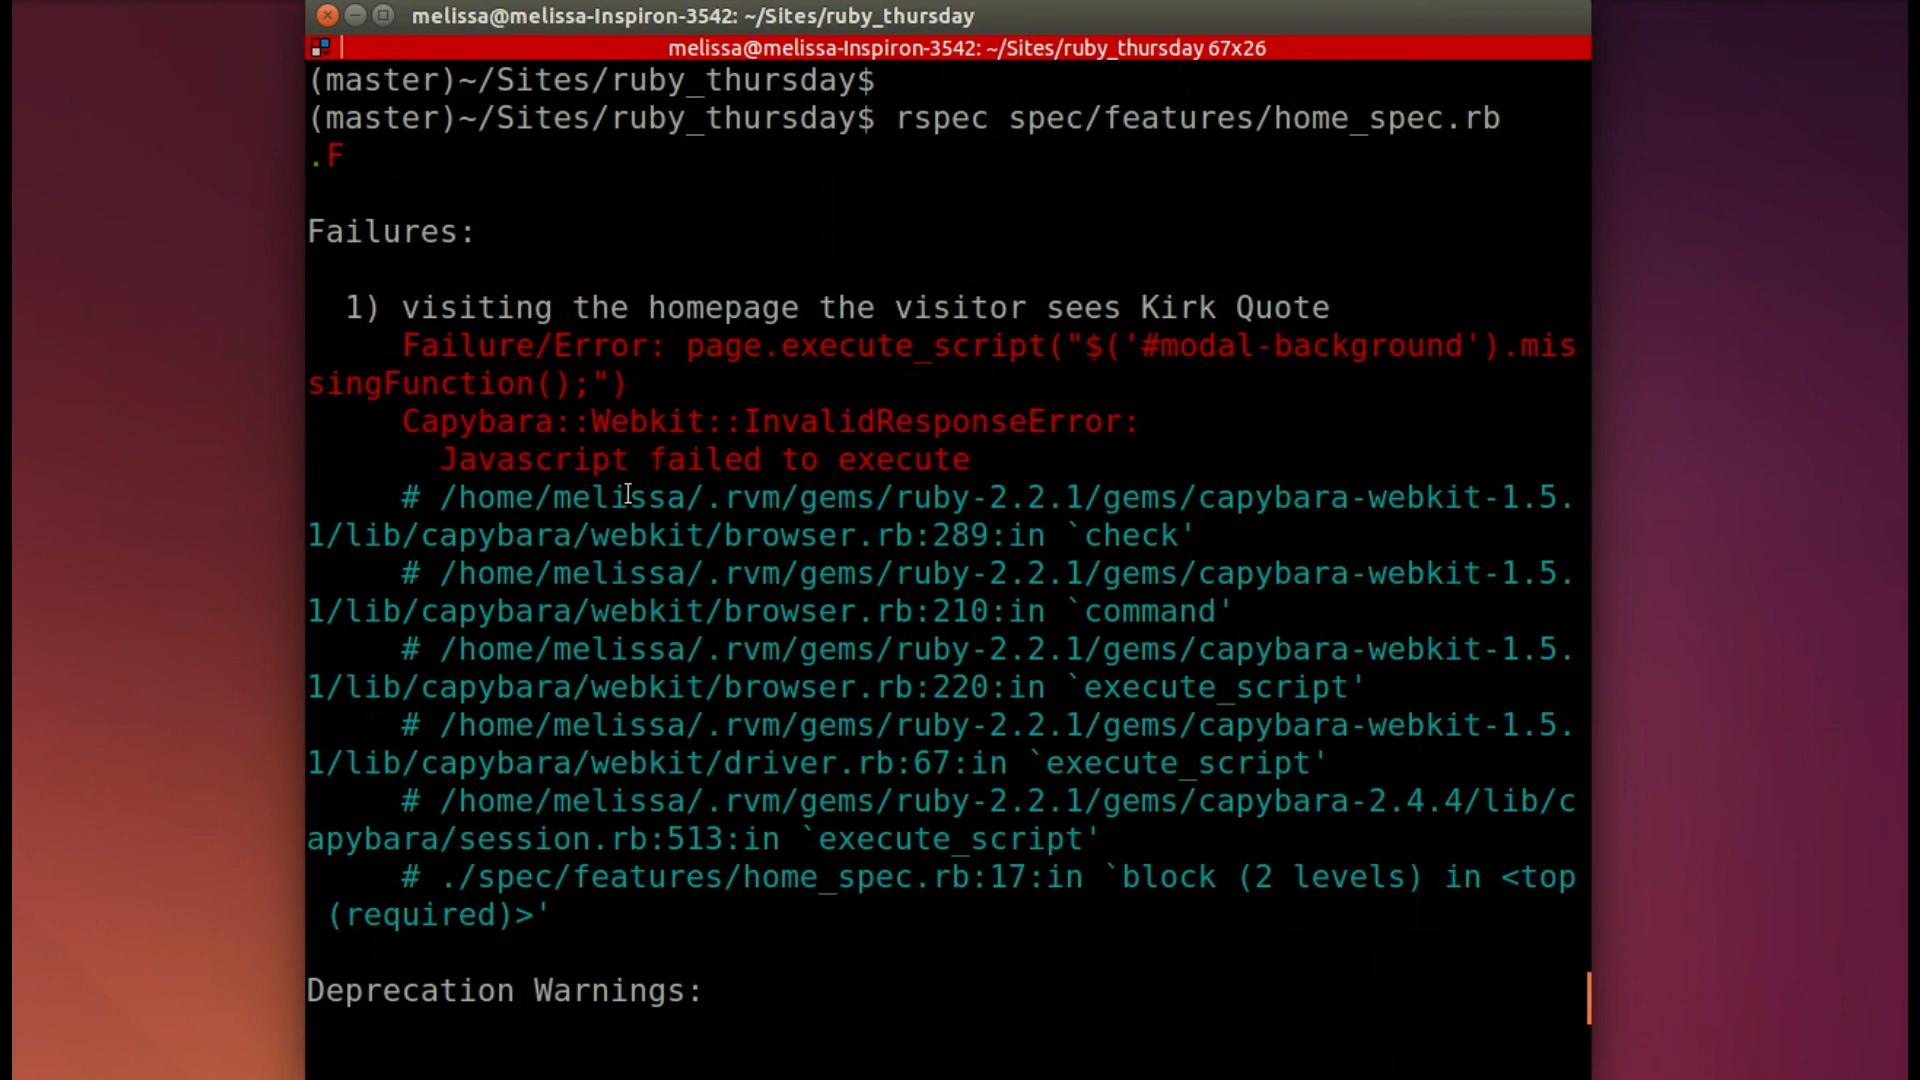 melissa@melissa-Inspiron-3542: ~/Sites/ruby_thursday
melissa@melissa-Inspiron-3542: ~/Sites/ruby_thursday 67x26
(master)~/Sites/ruby_thursday$
(master)~/Sites/ruby_thursday$ rspec spec/features/home_spec.rb
.F
Failures:
1) visiting the homepage the visitor sees Kirk Quote
Failure/Error: page.execute_script("$('#modal-background').mis
singFunction();")
Capybara::Webkit::InvalidResponseError:
Javascript failed to execute
# /home/melissa/.rvm/gems/ruby-2.2.1/gems/capybara-webkit-1.5.
1/lib/capybara/webkit/browser.rb:289:in `check'
# /home/melissa/.rvm/gems/ruby-2.2.1/gems/capybara-webkit-1.5.
1/lib/capybara/webkit/browser.rb:210:in `command'
# /home/melissa/.rvm/gems/ruby-2.2.1/gems/capybara-webkit-1.5.
1/lib/capybara/webkit/browser.rb:220:in `execute_script'
# /home/melissa/.rvm/gems/ruby-2.2.1/gems/capybara-webkit-1.5.
1/lib/capybara/webkit/driver.rb:67:in `execute_script'
# /home/melissa/.rvm/gems/ruby-2.2.1/gems/capybara-2.4.4/lib/c
apybara/session.rb:513:in `execute_script'
# ./spec/features/home_spec.rb:17:in `block (2 levels) in <top
(required)>'
Deprecation Warnings: